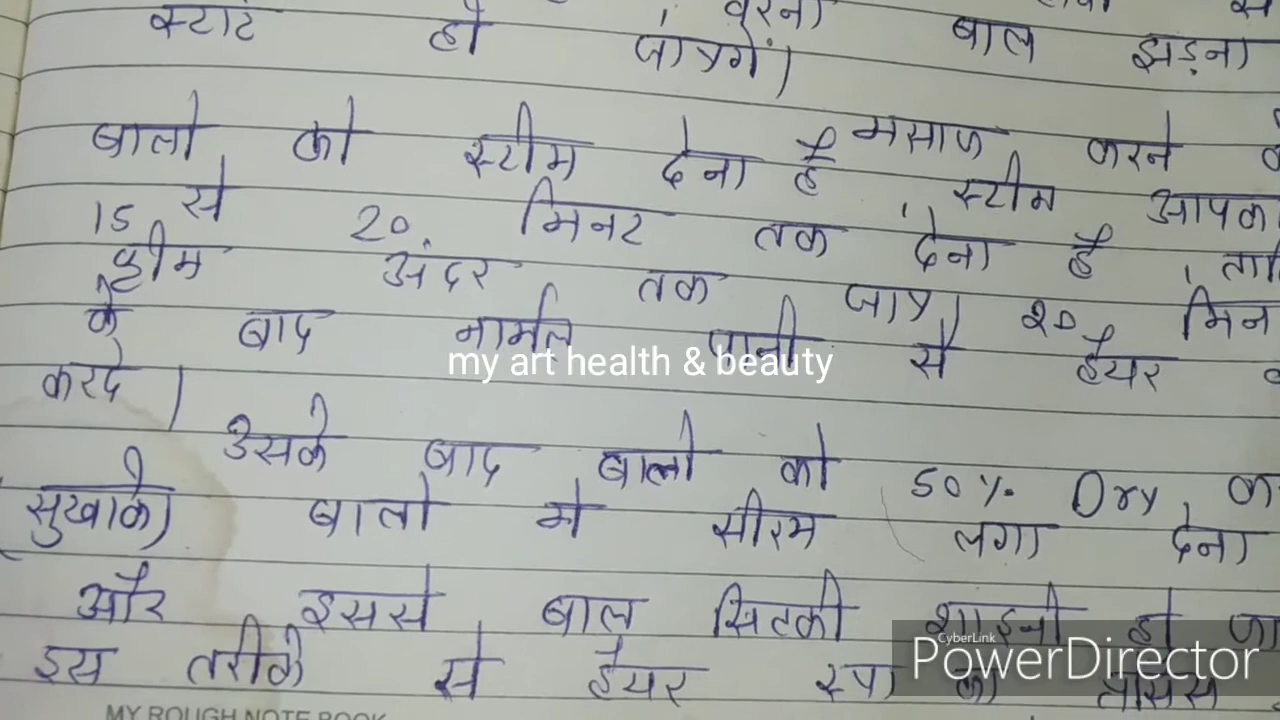 वरना
स्टार्ट हो जाएगें। बाल झड़ना
बालो को स्टीम देना है मसाज करने
15 से 20 मिनट तक देना है, स्टीम आपको
क्रीम अंदर तक जाए। 20 मिन
के बाद नार्मल पानी से हैयर
करदे।
उसके बाद बालो को 50% Dry
(सुखाके) बालो मे सीरम लगा देना
और इससे बाल सिल्की शाइनी हो
इस तरीके से हैयर स्पा का
my art health & beauty
CyberLink
PowerDirector
MY ROUGH NOTE BOOK